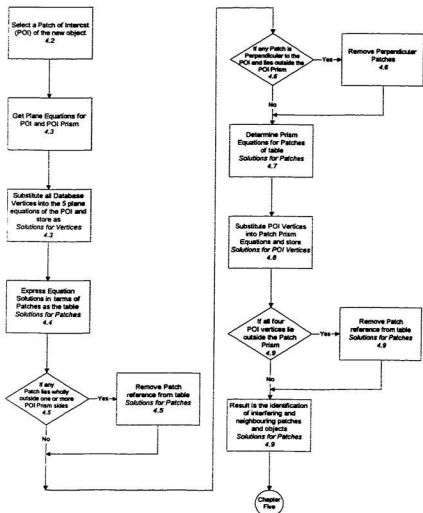 Select a Patch of Interest
(POI) of the new object
4.2
Get Plane Equations for
POI and POI Prism
4.3
Substitute all Database
Vertices into the 5 plane
equations of the POI and
store as
Solutions for Vertices
4.3
Express Equation
Solutions in terms of
Patches as the table
Solutions for Patches
4.4
If any
Patch lies wholly
outside one or more
POI Prism sides
4.5
Yes
Remove Patch
reference from table
Solutions for Patches
4.5
No
If any Patch is
Perpendicular to the
POI and lies outside
the POI Prism
4.6
Yes
Remove Perpendicular
Patches
4.6
No
Determine Prism
Equations for Patches
of table
Solutions for Patches
4.7
Substitute POI Vertices
into Patch Prism
Equations and store
Solutions for POI Vertices
4.8
If all four
POI vertices lie
outside the Patch
Prism
4.9
Yes
Remove Patch
reference from table
Solutions for Patches
4.9
No
Result is the identification
of interfering and
neighbouring patches
and objects
Solutions for Patches
4.9
Chapter
Five